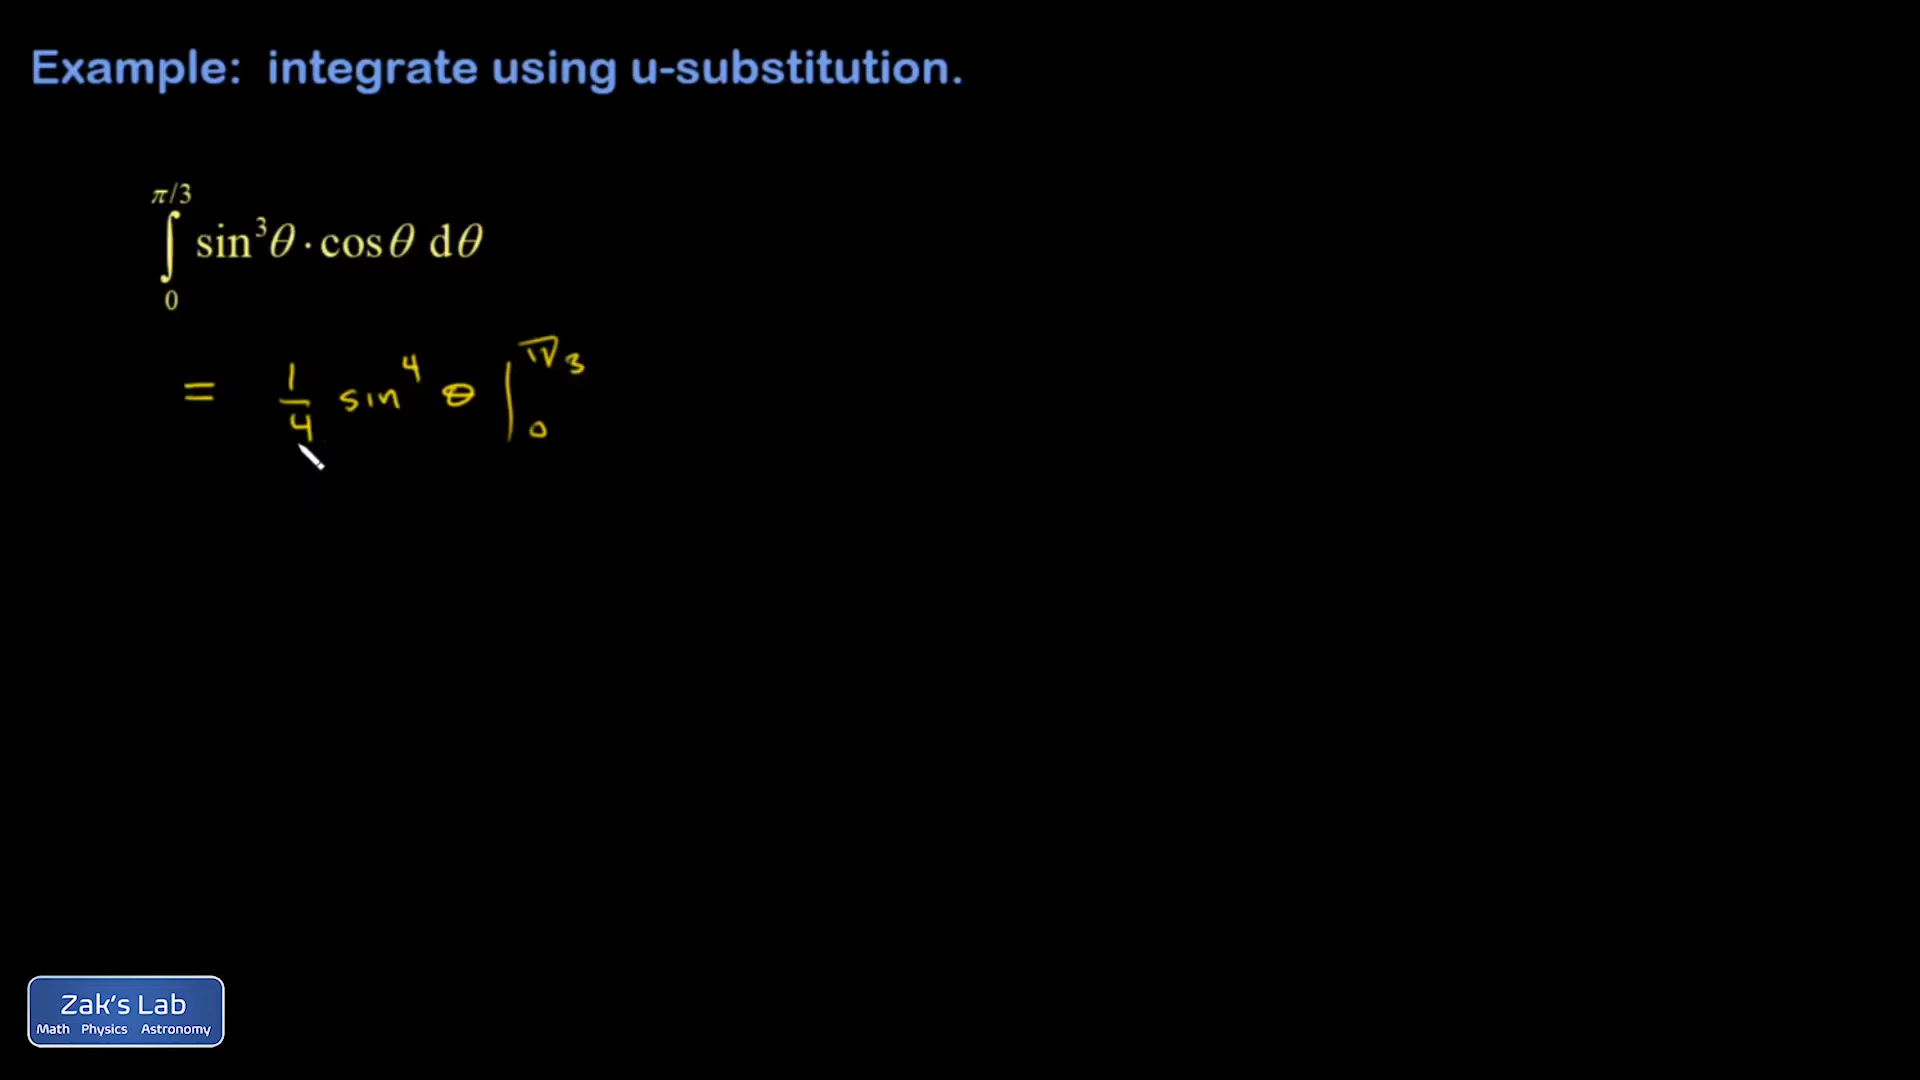 Example: integrate using u-substitution.
∫₀^{π/3} sin³θ · cosθ dθ
= 1/4 sin⁴ θ |₀^{π/3}
Zak's Lab
Math Physics Astronomy